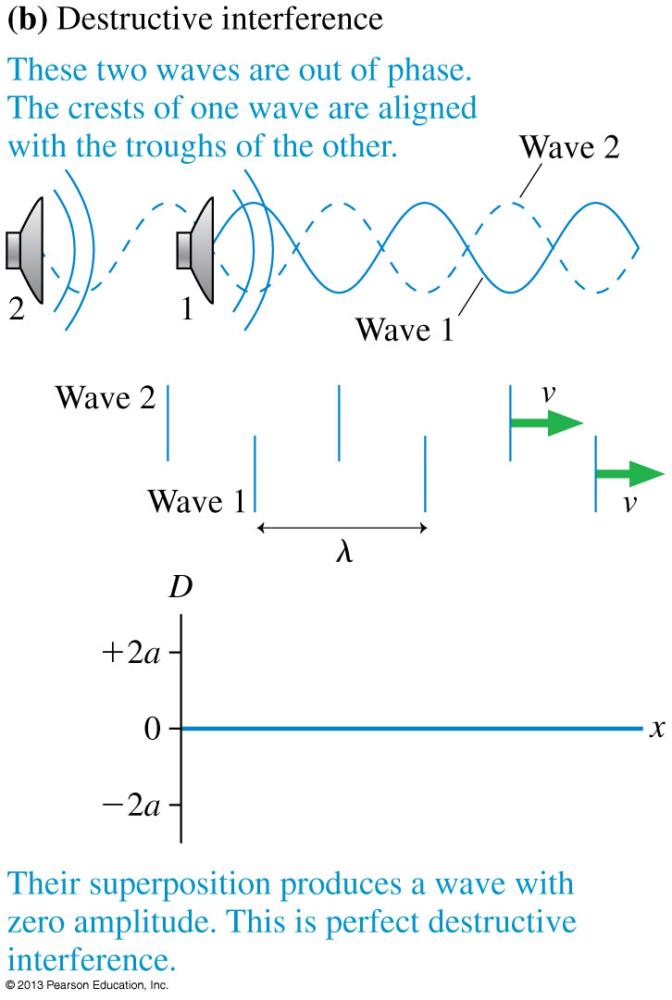 (b) Destructive interference
These two waves are out of phase.
The crests of one wave are aligned
with the troughs of the other.
Wave 2
2
1
Wave 1
Wave 2
v
Wave 1
v
λ
D
+2a
0
x
−2a
Their superposition produces a wave with
zero amplitude. This is perfect destructive
interference.
© 2013 Pearson Education, Inc.